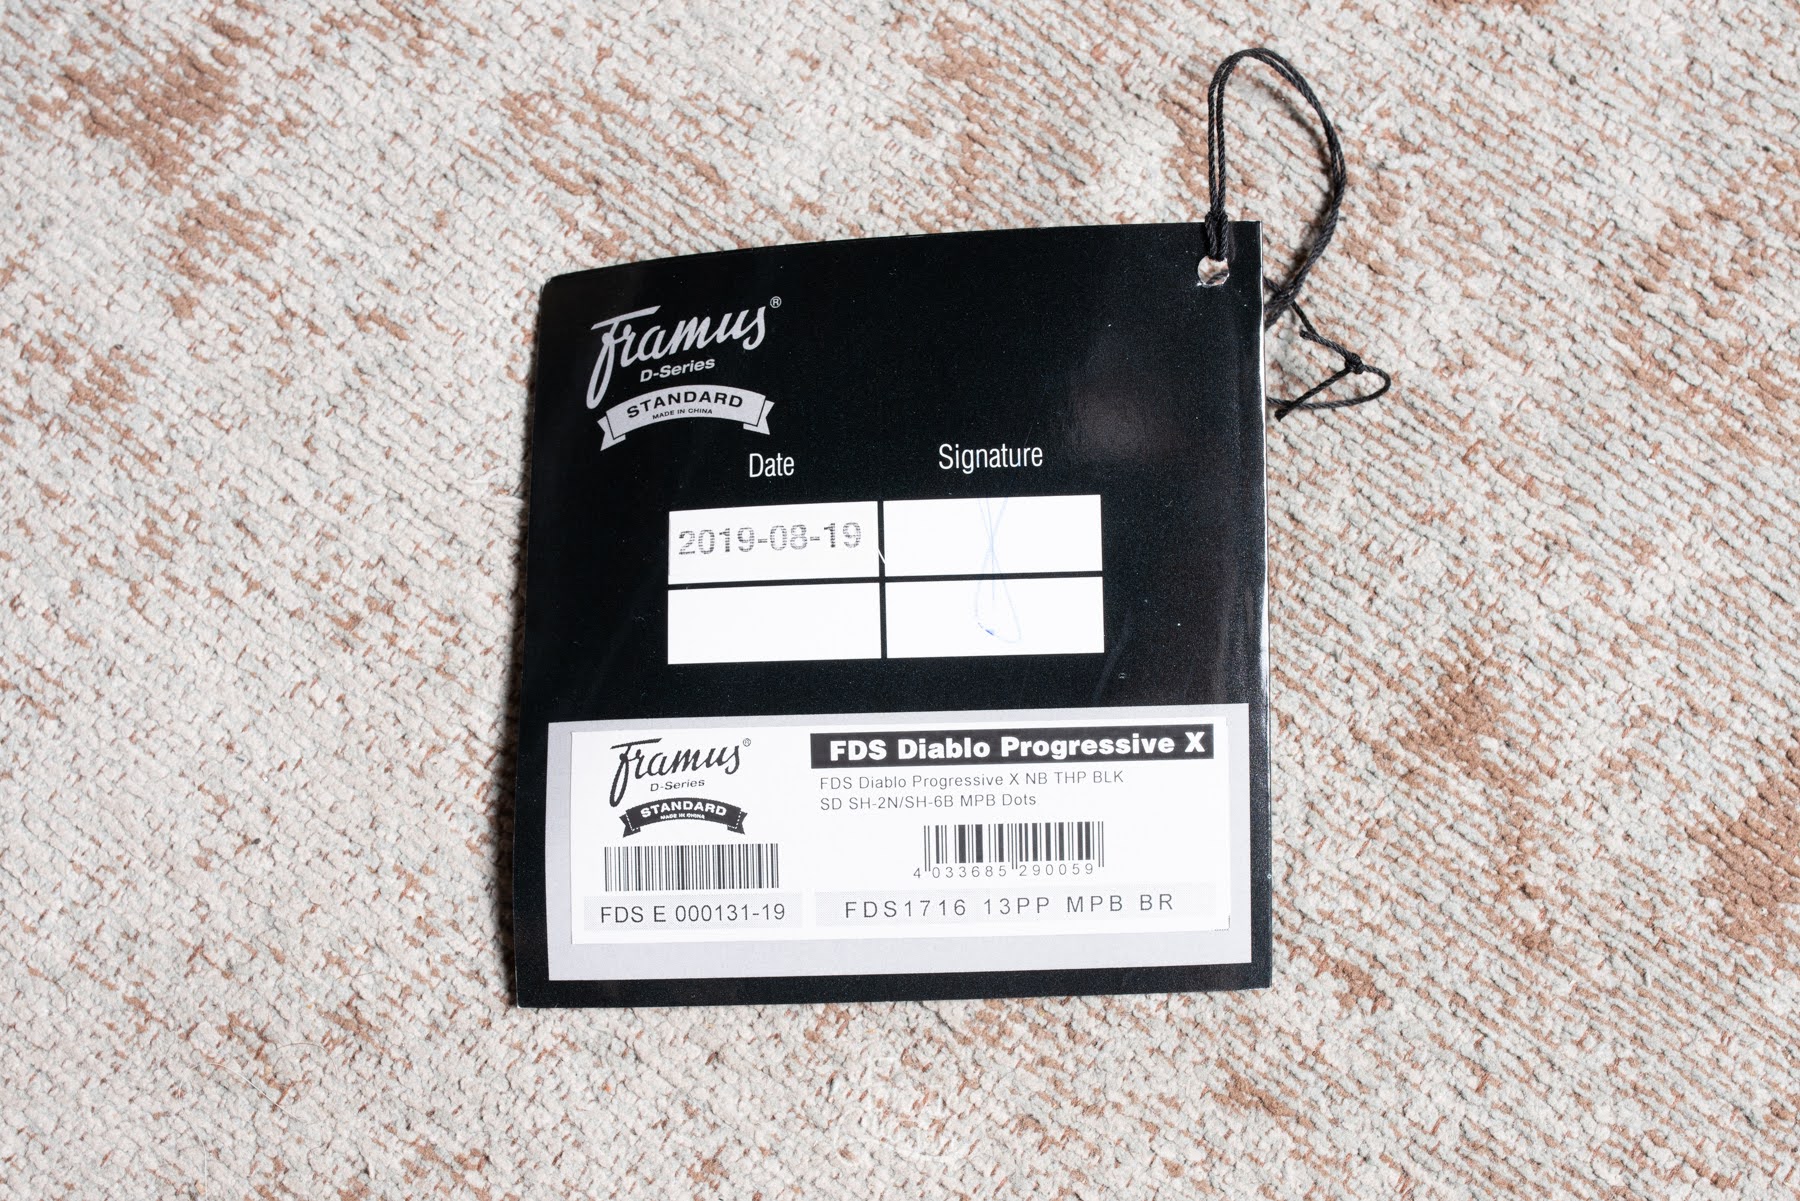 Framus®
D-Series
STANDARD
MADE IN CHINA
Date Signature
2019-08-19
Framus®
D-Series
STANDARD
MADE IN CHINA
FDS E 000131-19
FDS Diablo Progressive X
FDS Diablo Progressive X NB THP BLK
SD SH-2N/SH-6B MPB Dots
4 033685 290059
FDS1716 13PP MPB BR